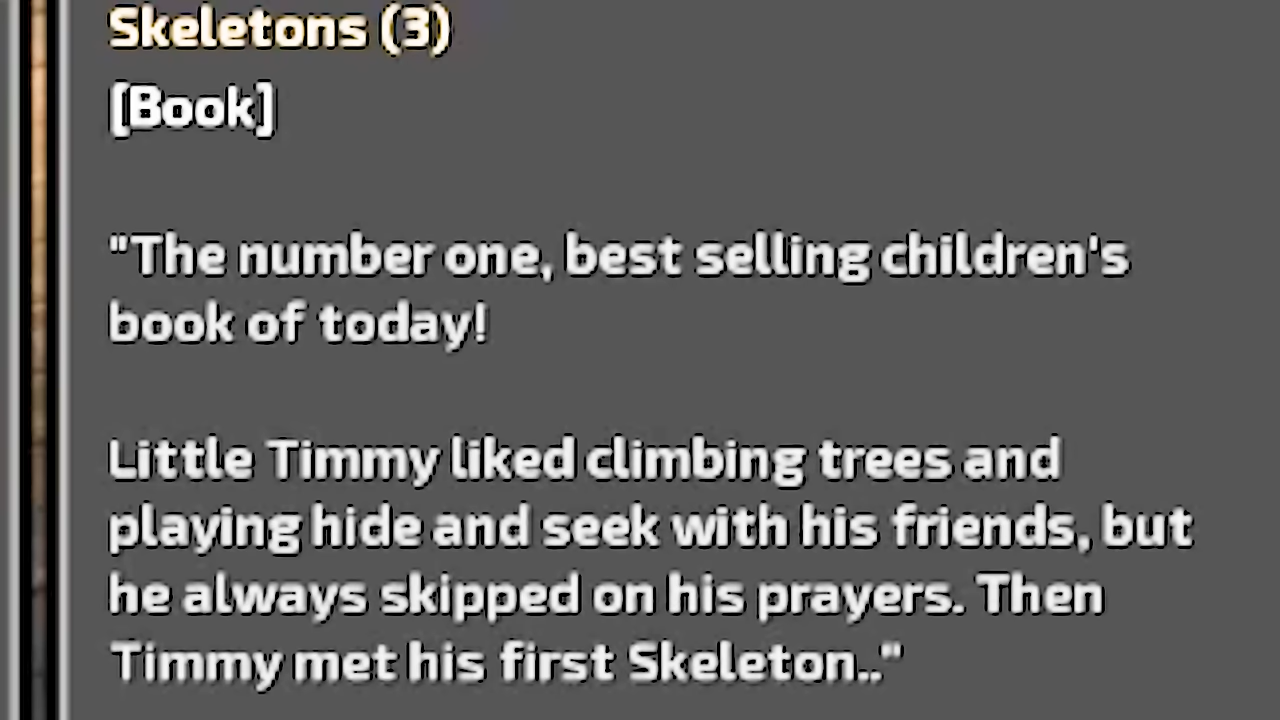 Skeletons (3)
[Book]
"The number one, best selling children's
book of today!
Little Timmy liked climbing trees and
playing hide and seek with his friends, but
he always skipped on his prayers. Then
Timmy met his first Skeleton.."